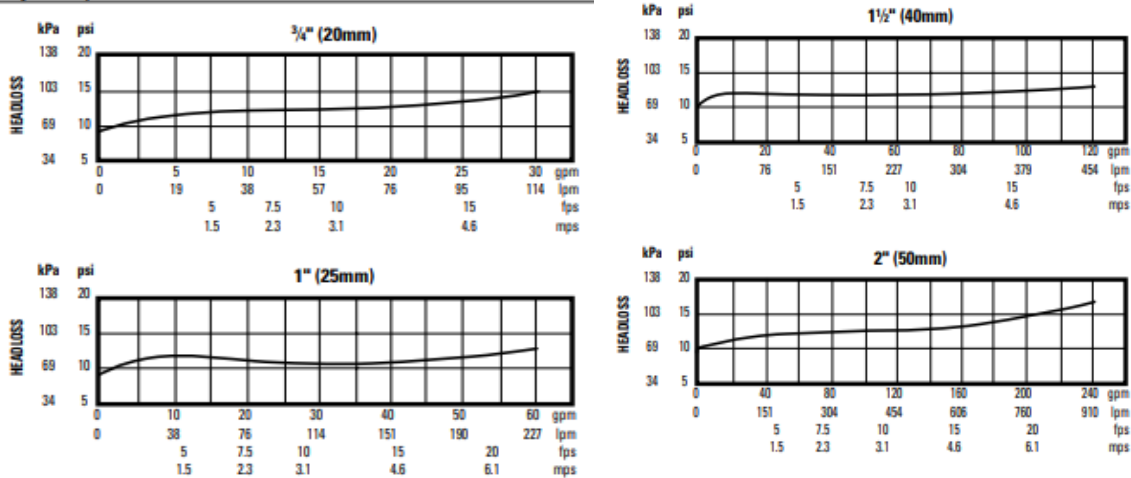 ¾" (20mm)
kPa psi
138 20
103 15
69 10
34 5
HEADLOSS
0 5 10 15 20 25 30 gpm
0 19 38 57 76 95 114 lpm
5 7.5 10 15 fps
1.5 2.3 3.1 4.6 mps
1" (25mm)
kPa psi
138 20
103 15
69 10
34 5
HEADLOSS
0 10 20 30 40 50 60 gpm
0 38 76 114 151 190 227 lpm
5 7.5 10 15 20 fps
1.5 2.3 3.1 4.6 6.1 mps
1½" (40mm)
kPa psi
138 20
103 15
69 10
34 5
HEADLOSS
0 20 40 60 80 100 120 gpm
0 76 151 227 304 379 454 lpm
5 7.5 10 15 fps
1.5 2.3 3.1 4.6 mps
2" (50mm)
kPa psi
138 20
103 15
69 10
34 5
HEADLOSS
0 40 80 120 160 200 240 gpm
0 151 304 454 606 760 910 lpm
5 7.5 10 15 20 fps
1.5 2.3 3.1 4.6 6.1 mps